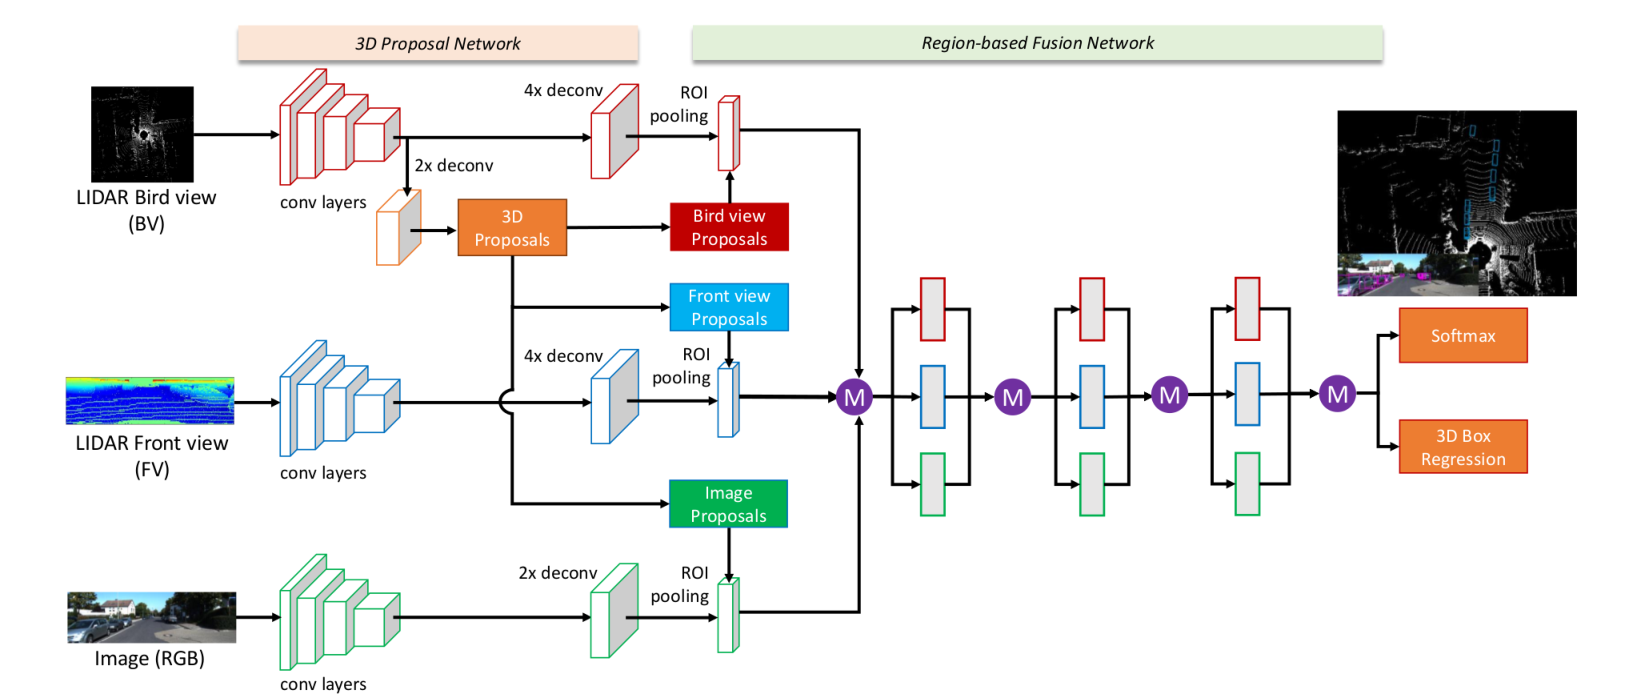 3D Proposal Network
Region-based Fusion Network
LIDAR Bird view
(BV)
conv layers
2x deconv
4x deconv
ROI
pooling
3D
Proposals
Bird view
Proposals
Front view
Proposals
LIDAR Front view
(FV)
conv layers
4x deconv
ROI
pooling
Image
Proposals
Image (RGB)
conv layers
2x deconv
ROI
pooling
M
M
M
M
Softmax
3D Box
Regression